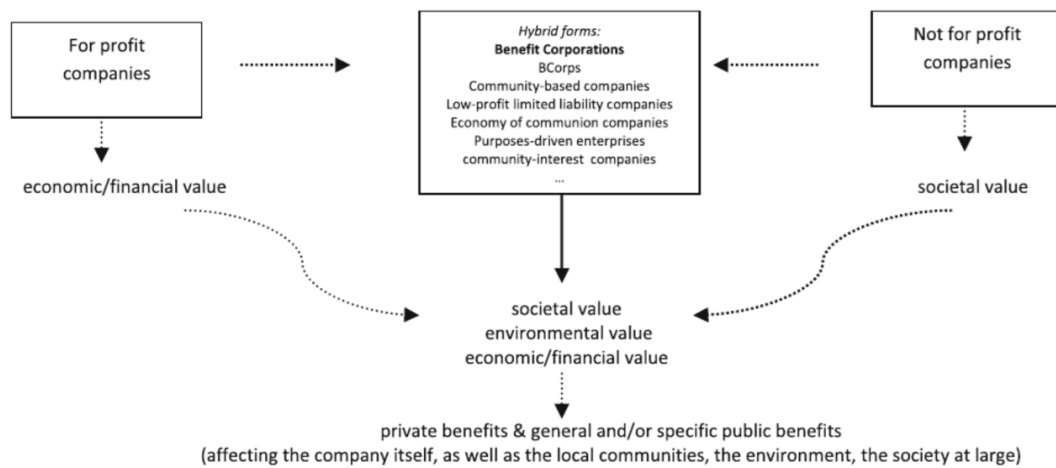 For profit
companies
Hybrid forms:
Benefit Corporations
BCorps
Community-based companies
Low-profit limited liability companies
Economy of communion companies
Purposes-driven enterprises
community-interest companies
...
Not for profit
companies
economic/financial value
societal value
societal value
environmental value
economic/financial value
private benefits & general and/or specific public benefits
(affecting the company itself, as well as the local communities, the environment, the society at large)